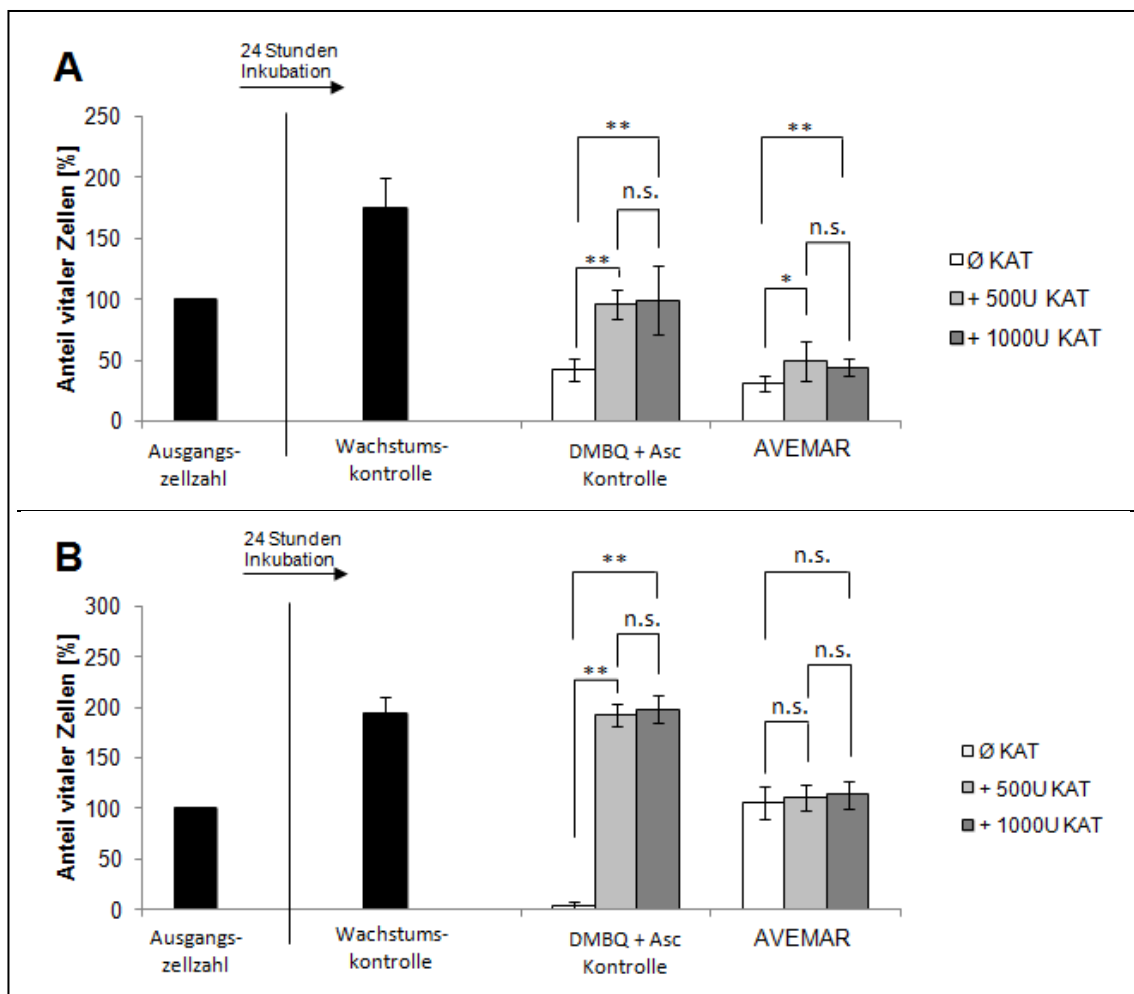 A
24 Stunden
Inkubation
Anteil vitaler Zellen [%]
250
200
150
100
50
0
**
**
n.s.
n.s.
**
*
Ø KAT
+ 500U KAT
+ 1000U KAT
Ausgangs-
zellzahl
Wachstums-
kontrolle
DMBQ + Asc
Kontrolle
AVEMAR
B
24 Stunden
Inkubation
Anteil vitaler Zellen [%]
300
250
200
150
100
50
0
**
n.s.
n.s.
n.s.
**
n.s.
Ø KAT
+ 500U KAT
+ 1000U KAT
Ausgangs-
zellzahl
Wachstums-
kontrolle
DMBQ + Asc
Kontrolle
AVEMAR